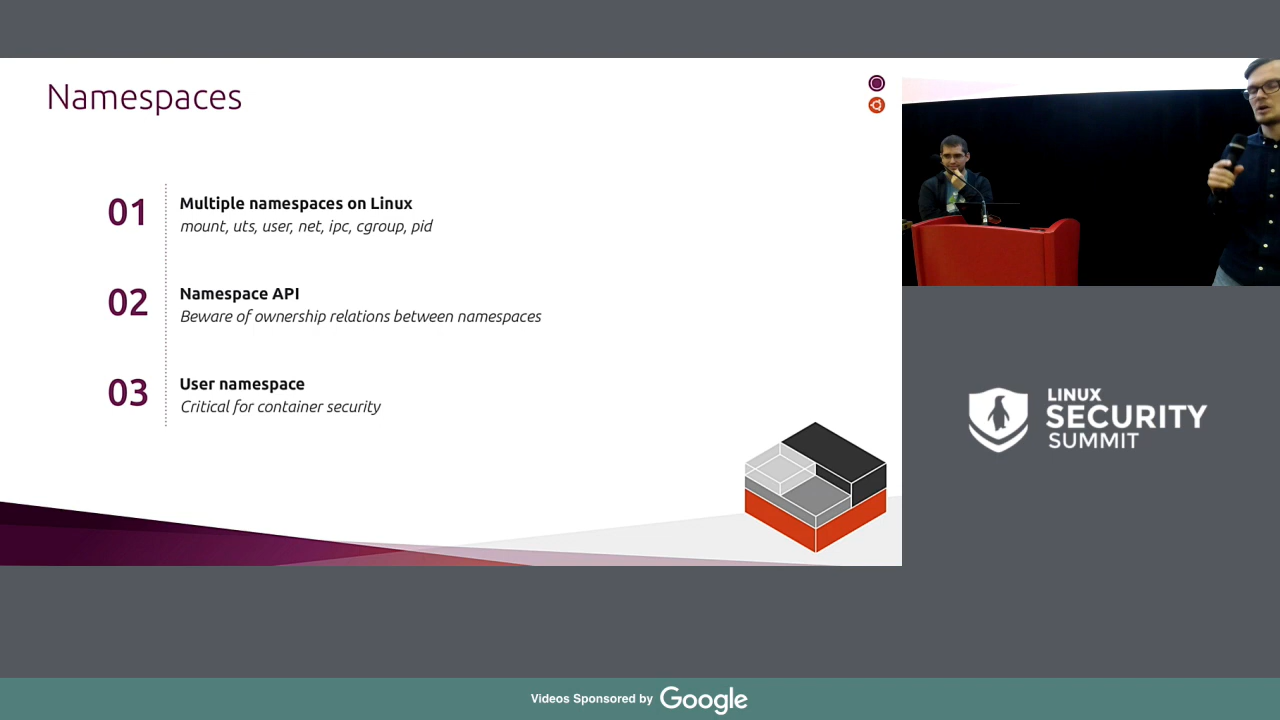 Namespaces
01
Multiple namespaces on Linux
mount, uts, user, net, ipc, cgroup, pid
02
Namespace API
Beware of ownership relations between namespaces
03
User namespace
Critical for container security
LINUX
SECURITY
SUMMIT
Videos Sponsored by Google